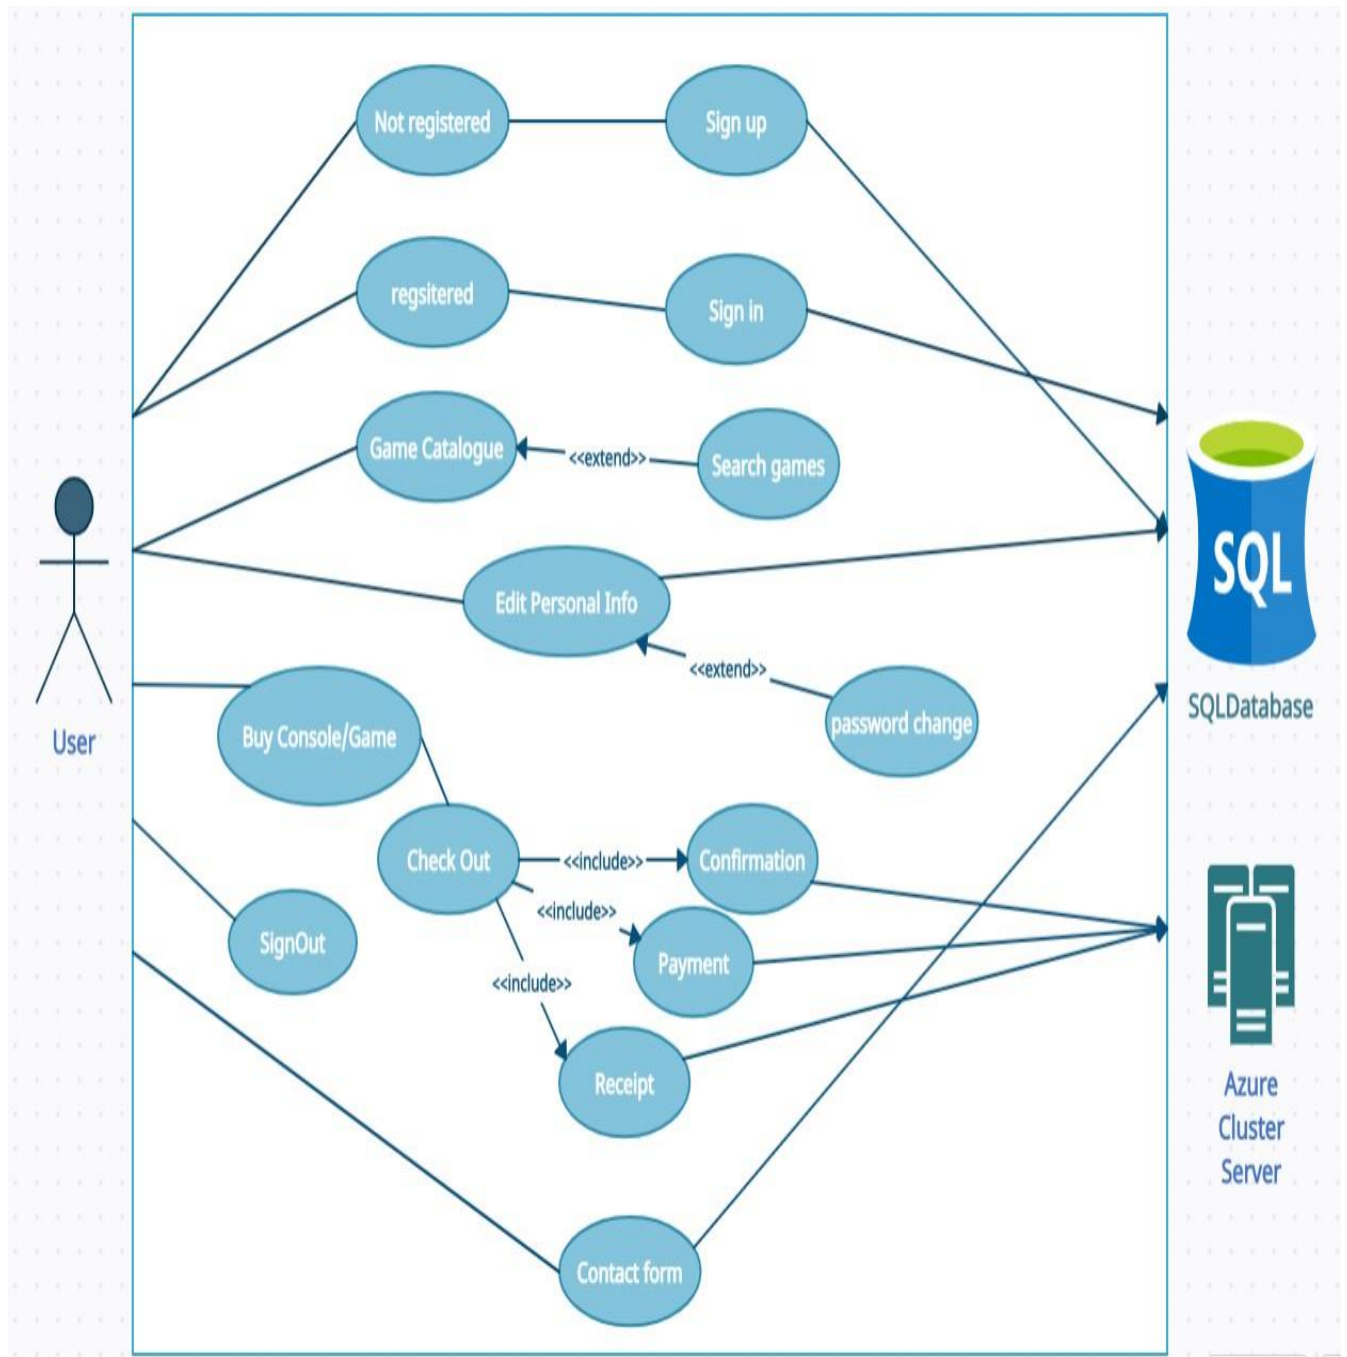 Not registered
Sign up
regsitered
Sign in
Game Catalogue
<<extend>>
Search games
SQL
Edit Personal Info
<<extend>>
SQLDatabase
password change
User
Buy Console/Game
Check Out
<<include>>
Confirmation
<<include>>
SignOut
Payment
<<include>>
Receipt
Azure
Cluster
Server
Contact form